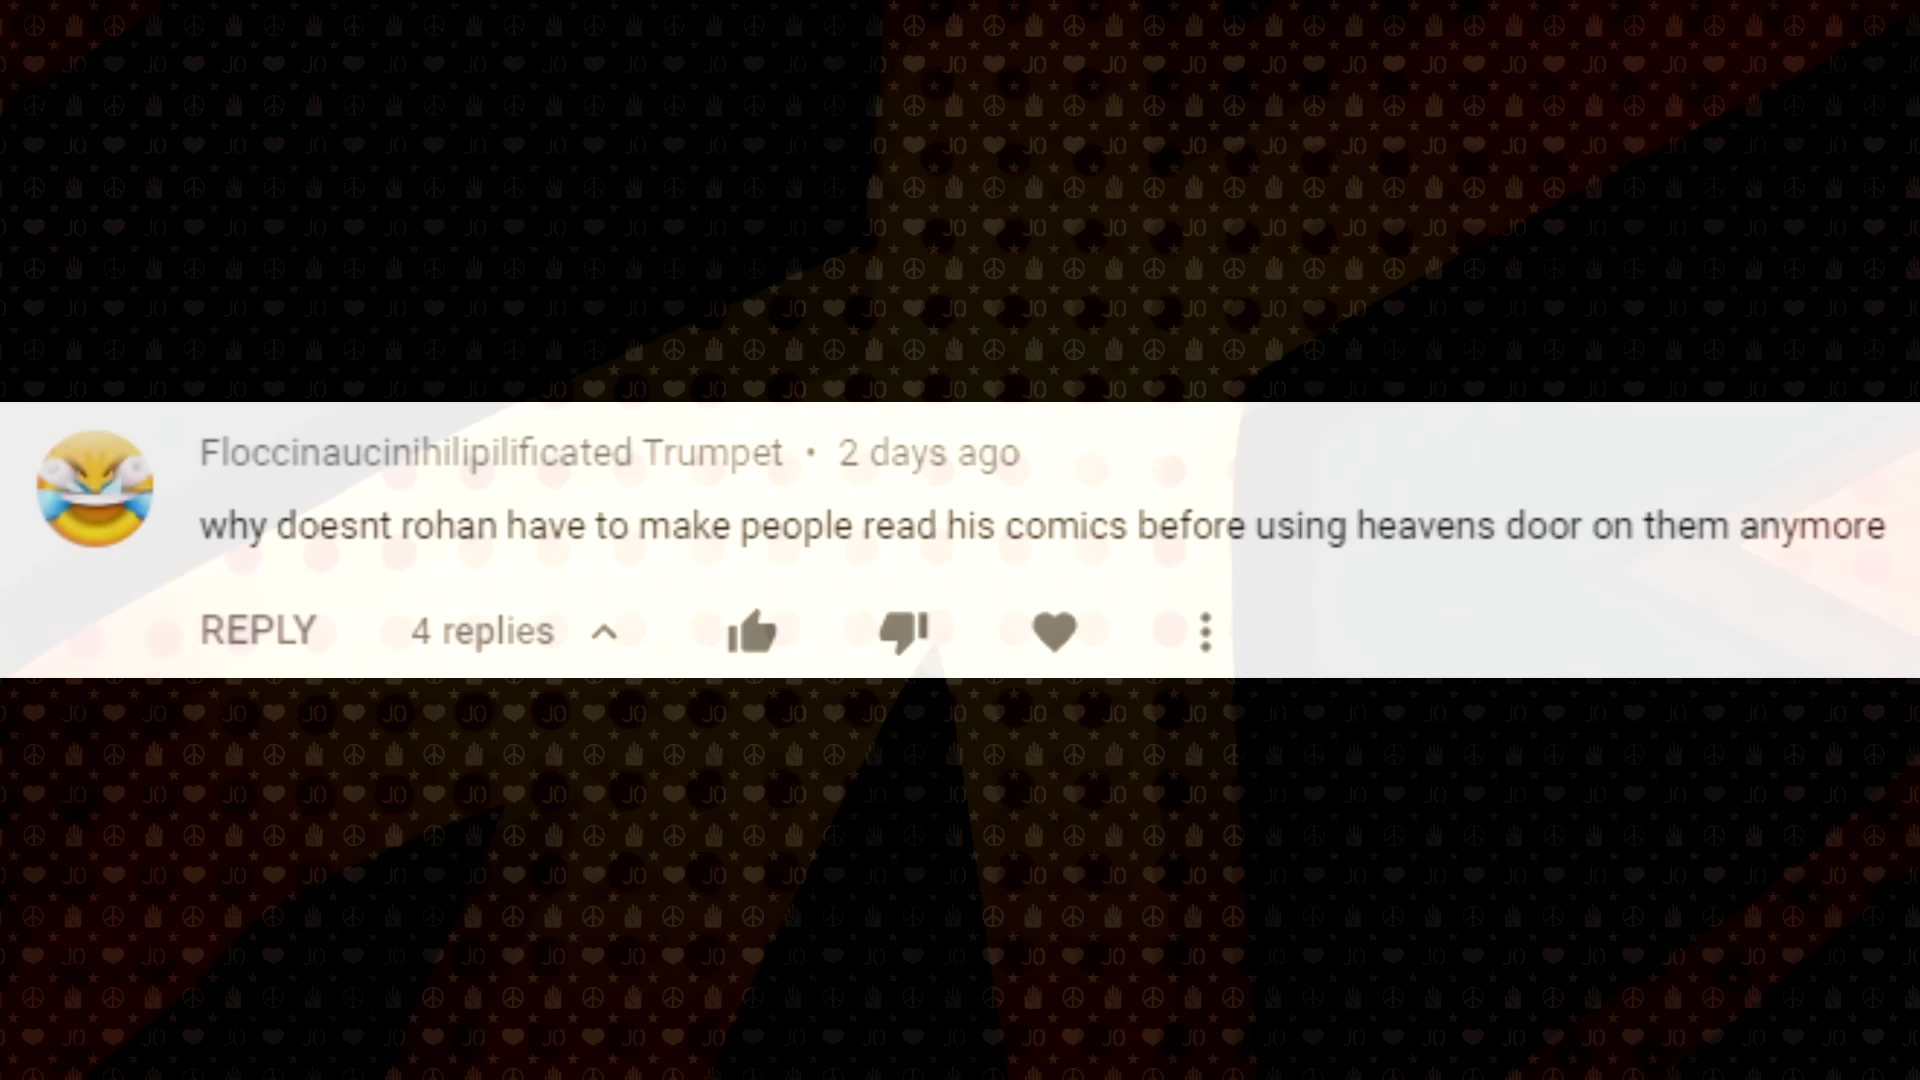 Floccinaucinihilipilificated Trumpet • 2 days ago
why doesnt rohan have to make people read his comics before using heavens door on them anymore
REPLY 4 replies